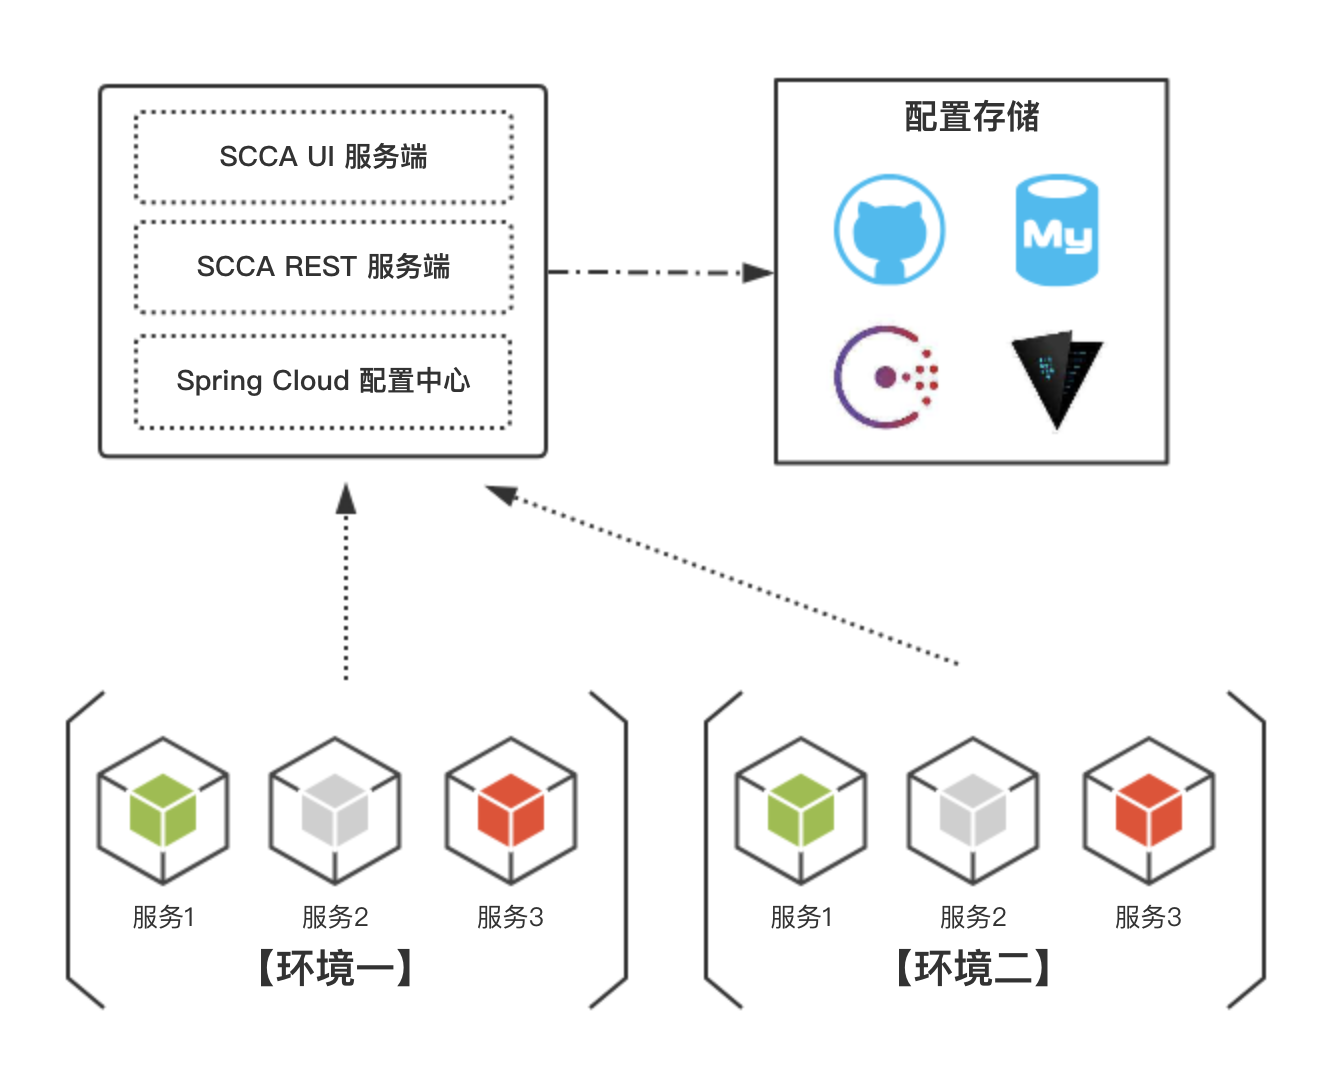 SCCA UI 服务端
SCCA REST 服务端
Spring Cloud 配置中心
配置存储
My
服务1
服务2
服务3
【环境一】
服务1
服务2
服务3
【环境二】